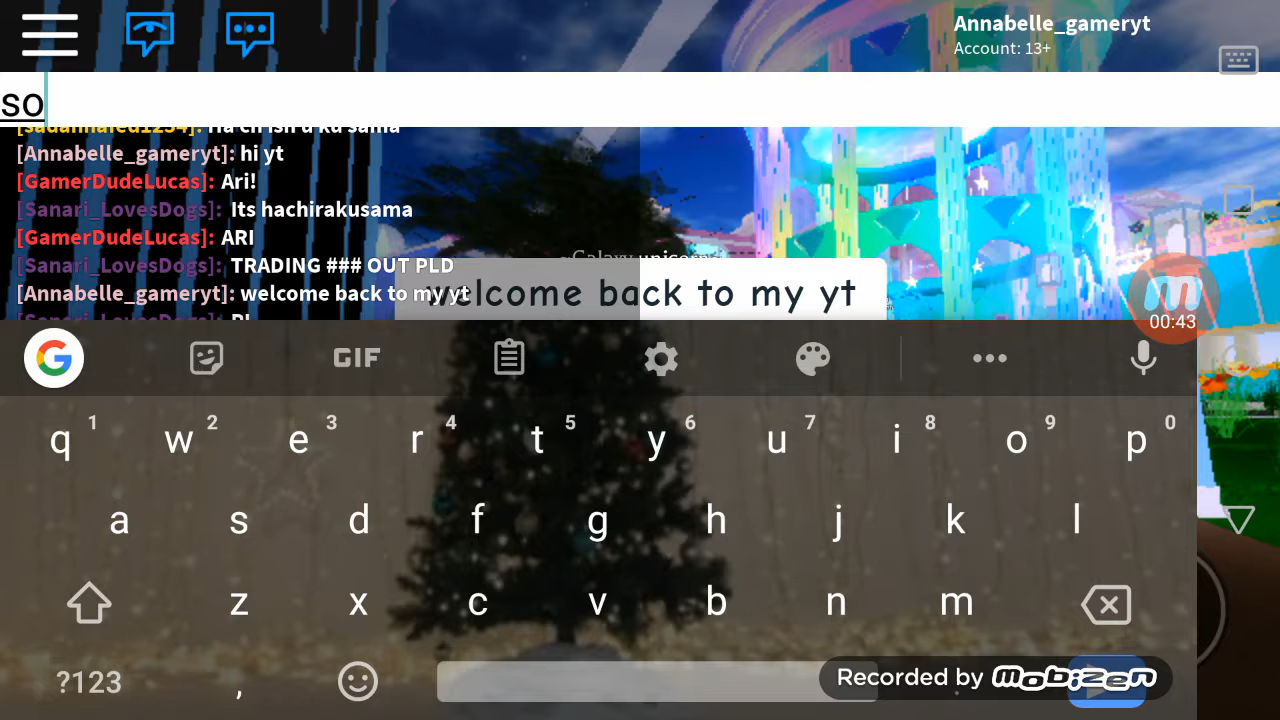 Annabelle_gameryt
Account: 13+
so
[Annabelle_gameryt]: hi yt
[GamerDudeLucas]: Ari!
[Sanari_LovesDogs]: Its hachirakusama
[GamerDudeLucas]: ARI
[Sanari_LovesDogs]: TRADING ### OUT PLD
[Annabelle_gameryt]: welcome back to my yt
welcome back to my yt
00:43
GIF
q 1 w 2 e 3 r 4 t 5 y 6 u 7 i 8 o 9 p 0
a s d f g h j k l
z x c v b n m
?123 , .
Recorded by mobizen